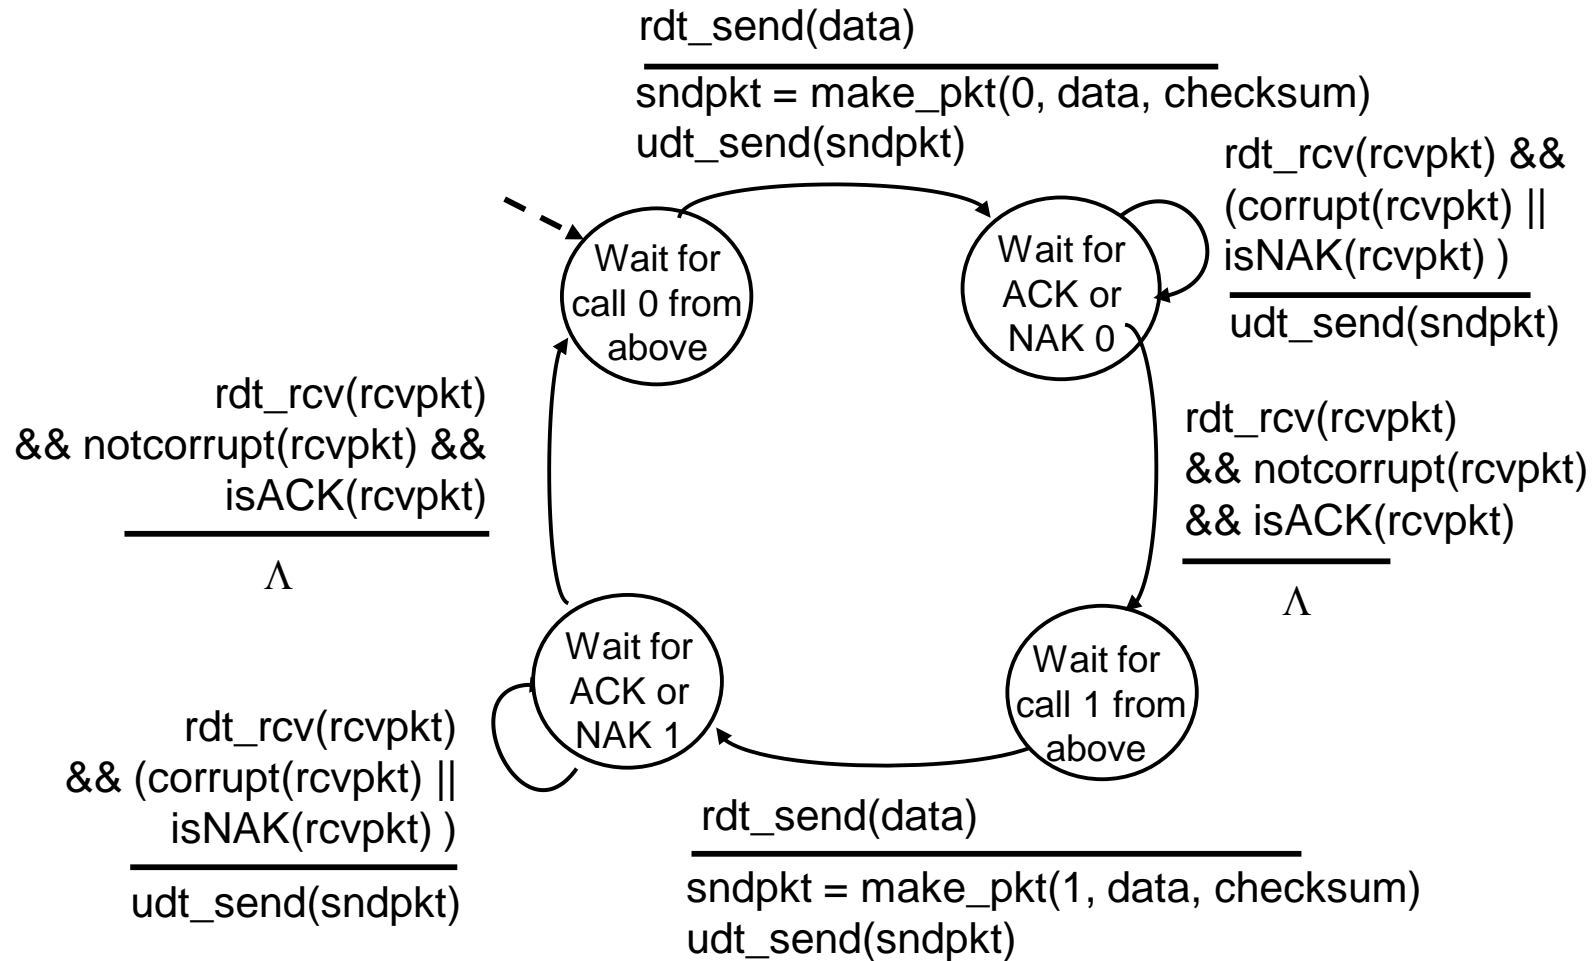 rdt_send(data)
sndpkt = make_pkt(0, data, checksum)
udt_send(sndpkt)
rdt_rcv(rcvpkt) &&
(corrupt(rcvpkt) ||
isNAK(rcvpkt) )
udt_send(sndpkt)
Wait for
call 0 from
above
Wait for
ACK or
NAK 0
rdt_rcv(rcvpkt)
&& notcorrupt(rcvpkt) &&
isACK(rcvpkt)
Λ
rdt_rcv(rcvpkt)
&& notcorrupt(rcvpkt)
&& isACK(rcvpkt)
Λ
Wait for
ACK or
NAK 1
Wait for
call 1 from
above
rdt_rcv(rcvpkt)
&& (corrupt(rcvpkt) ||
isNAK(rcvpkt) )
udt_send(sndpkt)
rdt_send(data)
sndpkt = make_pkt(1, data, checksum)
udt_send(sndpkt)